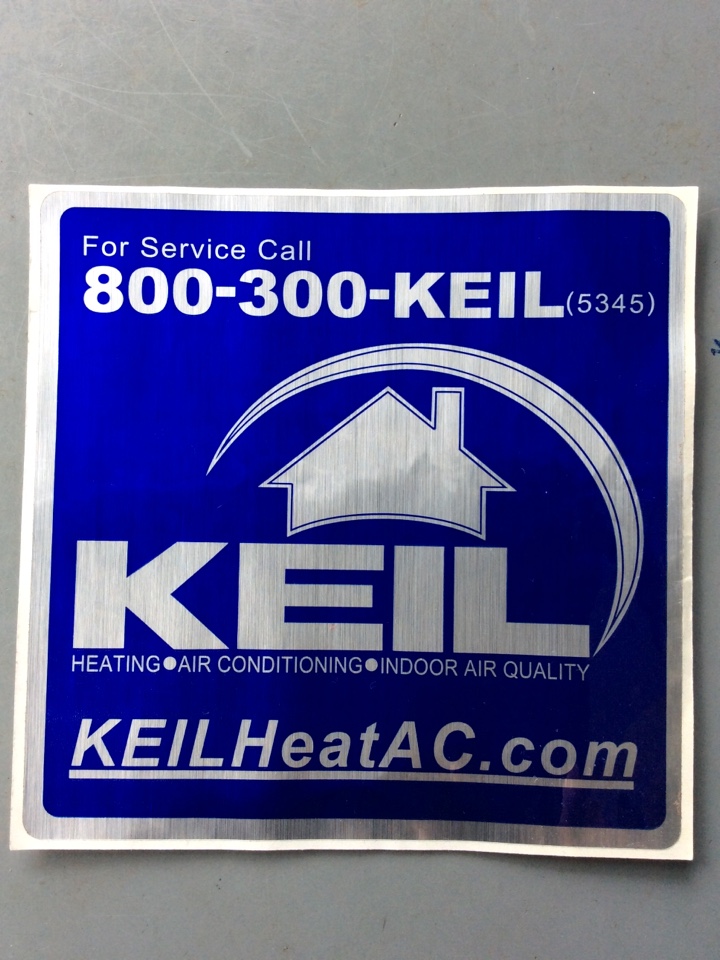 For Service Call
800-300-KEIL(5345)
KEIL
HEATING●AIR CONDITIONING●INDOOR AIR QUALITY
KEILHeatAC.com